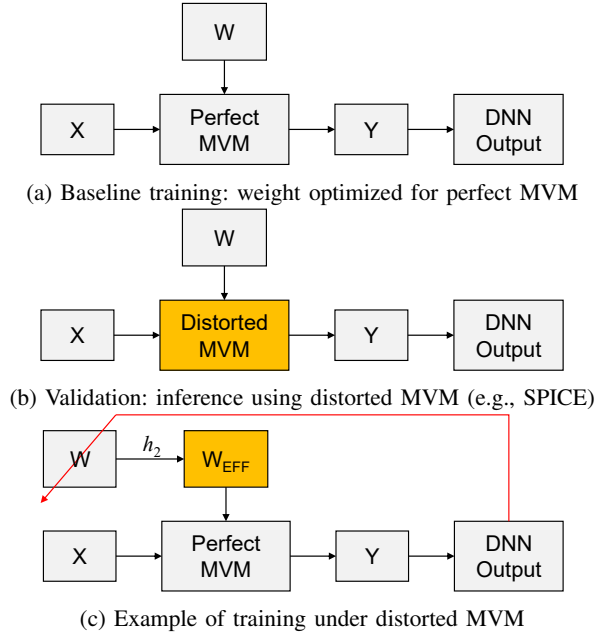 W
X
Perfect
MVM
Y
DNN
Output
(a) Baseline training: weight optimized for perfect MVM
W
X
Distorted
MVM
Y
DNN
Output
(b) Validation: inference using distorted MVM (e.g., SPICE)
W
h₂
W_EFF
X
Perfect
MVM
Y
DNN
Output
(c) Example of training under distorted MVM